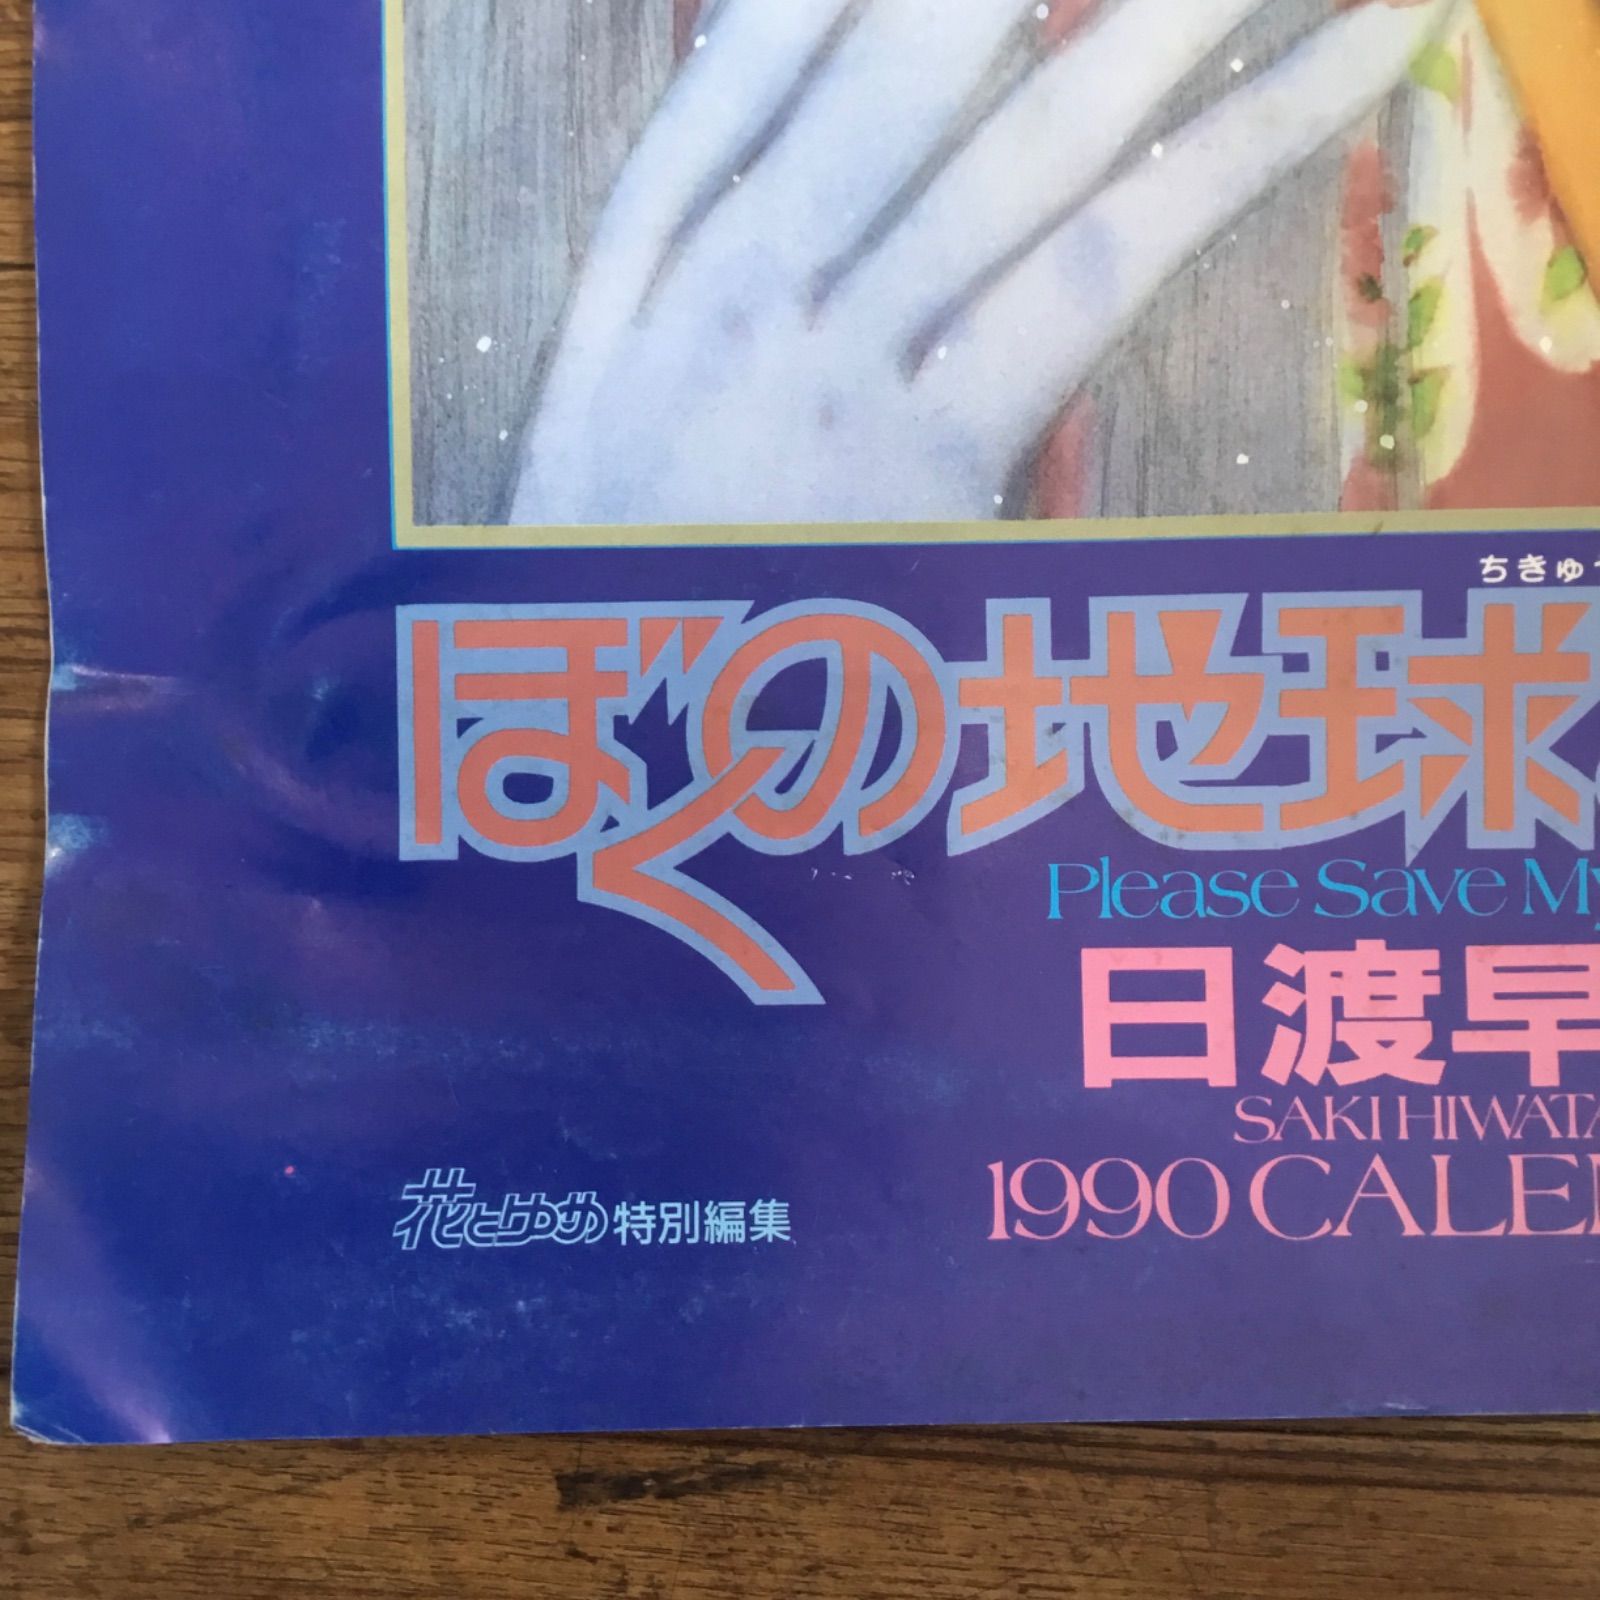 ちきゅ
ぼくの地球
Please Save My
日渡早
SAKI HIWATA
1990 CALEN
花とゆめ特別編集